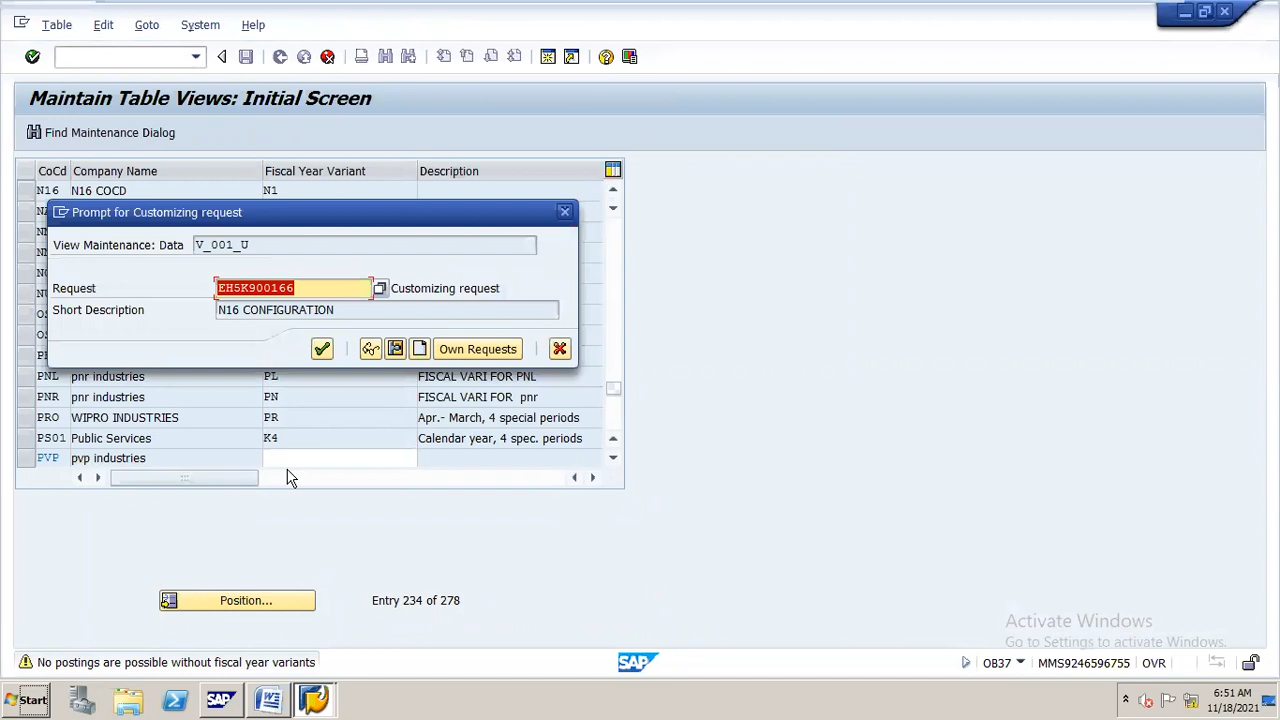 Table Edit Goto System Help
Maintain Table Views: Initial Screen
Find Maintenance Dialog
CoCd Company Name Fiscal Year Variant Description
N16 N16 COCD N1
Prompt for Customizing request
View Maintenance: Data V_001_U
Request EH5K900166 Customizing request
Short Description N16 CONFIGURATION
Own Requests
PNL pnr industries PL FISCAL VARI FOR PNL
PNR pnr industries PN FISCAL VARI FOR pnr
PRO WIPRO INDUSTRIES PR Apr.- March, 4 special periods
PS01 Public Services K4 Calendar year, 4 spec. periods
PVP pvp industries
Position... Entry 234 of 278
Activate Windows
Go to Settings to activate Windows.
No postings are possible without fiscal year variants SAP OB37 MMS9246596755 OVR
Start SAP 6:51 AM
11/18/2021